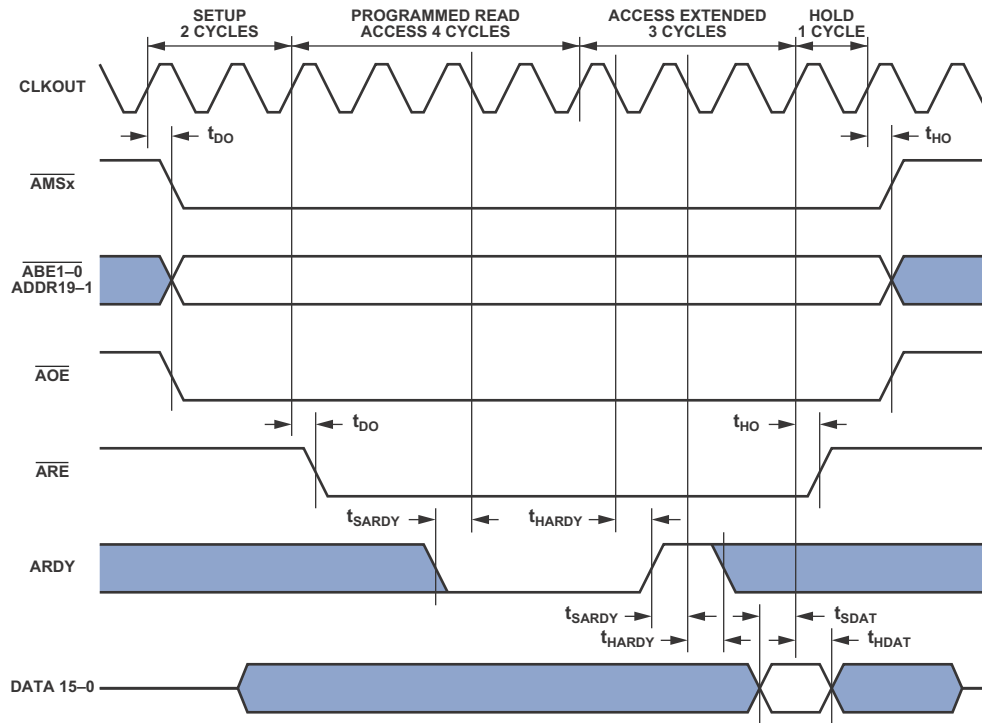 SETUP
2 CYCLES
PROGRAMMED READ
ACCESS 4 CYCLES
ACCESS EXTENDED
3 CYCLES
HOLD
1 CYCLE
CLKOUT
tDO
tHO
AMSx
ABE1–0
ADDR19–1
AOE
tDO
tHO
ARE
tSARDY
tHARDY
ARDY
tSARDY
tSDAT
tHARDY
tHDAT
DATA 15–0